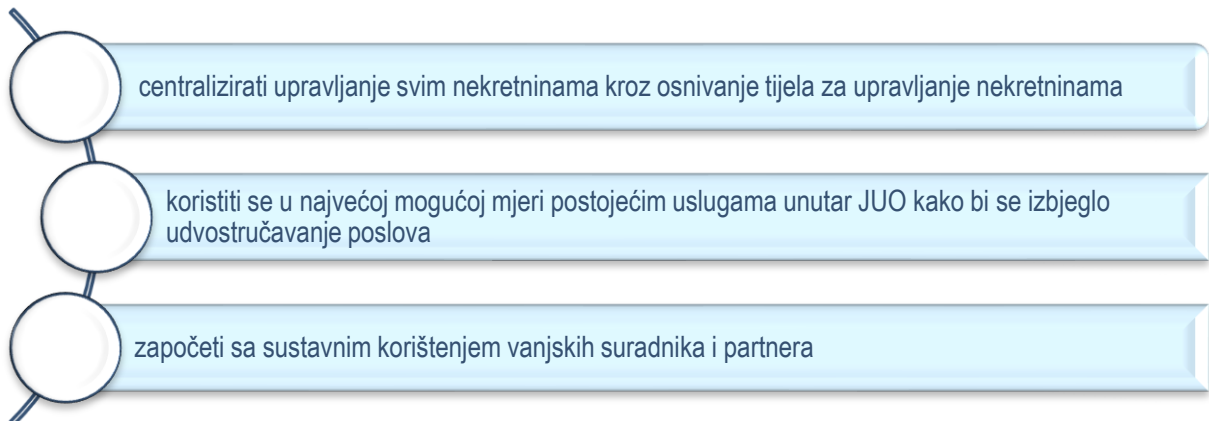 centralizirati upravljanje svim nekretninama kroz osnivanje tijela za upravljanje nekretninama
koristiti se u najvećoj mogućoj mjeri postojećim uslugama unutar JUO kako bi se izbjeglo
udvostručavanje poslova
započeti sa sustavnim korištenjem vanjskih suradnika i partnera